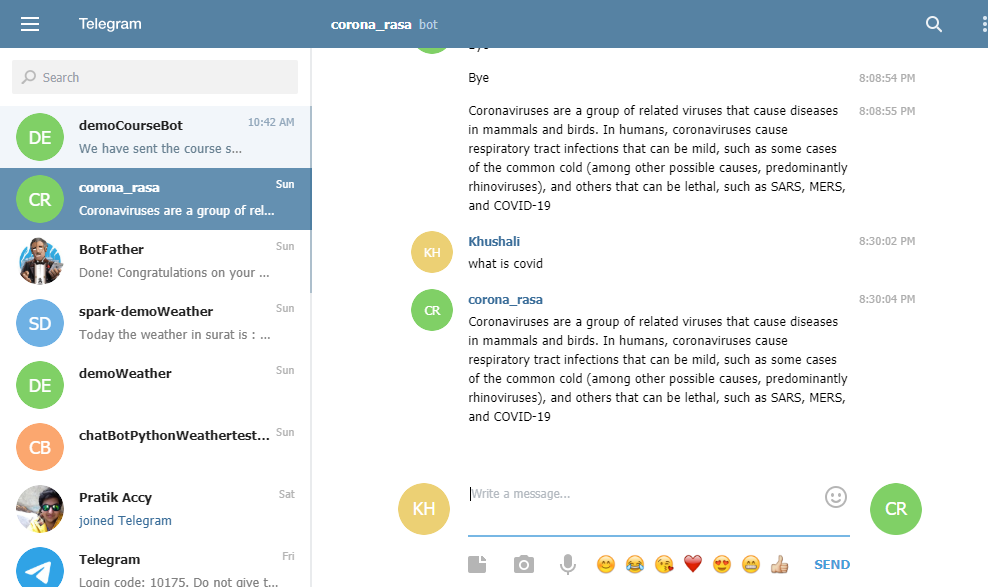 Telegram
corona_rasa bot
Search
demoCourseBot 10:42 AM
We have sent the course s...
CR corona_rasa Sun
Coronaviruses are a group of rel...
BotFather Sun
Done! Congratulations on your ...
SD spark-demoWeather Sun
Today the weather in surat is : ...
DE demoWeather Sun
CB chatBotPythonWeathertest... Sun
Pratik Accy Sat
joined Telegram
Telegram Fri
Login code: 10175. Do not give t...
DE
Bye
Bye 8:08:54 PM
Coronaviruses are a group of related viruses that cause diseases 8:08:55 PM
in mammals and birds. In humans, coronaviruses cause
respiratory tract infections that can be mild, such as some cases
of the common cold (among other possible causes, predominantly
rhinoviruses), and others that can be lethal, such as SARS, MERS,
and COVID-19
KH Khushali 8:30:02 PM
what is covid
CR corona_rasa 8:30:04 PM
Coronaviruses are a group of related viruses that cause diseases
in mammals and birds. In humans, coronaviruses cause
respiratory tract infections that can be mild, such as some cases
of the common cold (among other possible causes, predominantly
rhinoviruses), and others that can be lethal, such as SARS, MERS,
and COVID-19
KH Write a message... CR
SEND